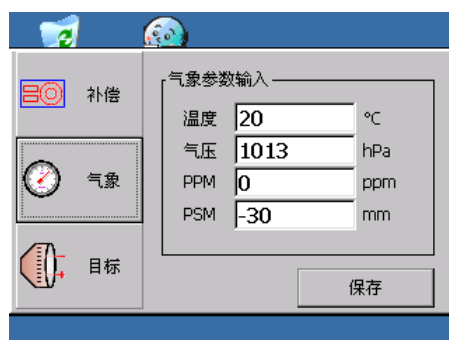 补偿
气象
目标
气象参数输入
温度 20 °C
气压 1013 hPa
PPM 0 ppm
PSM -30 mm
保存